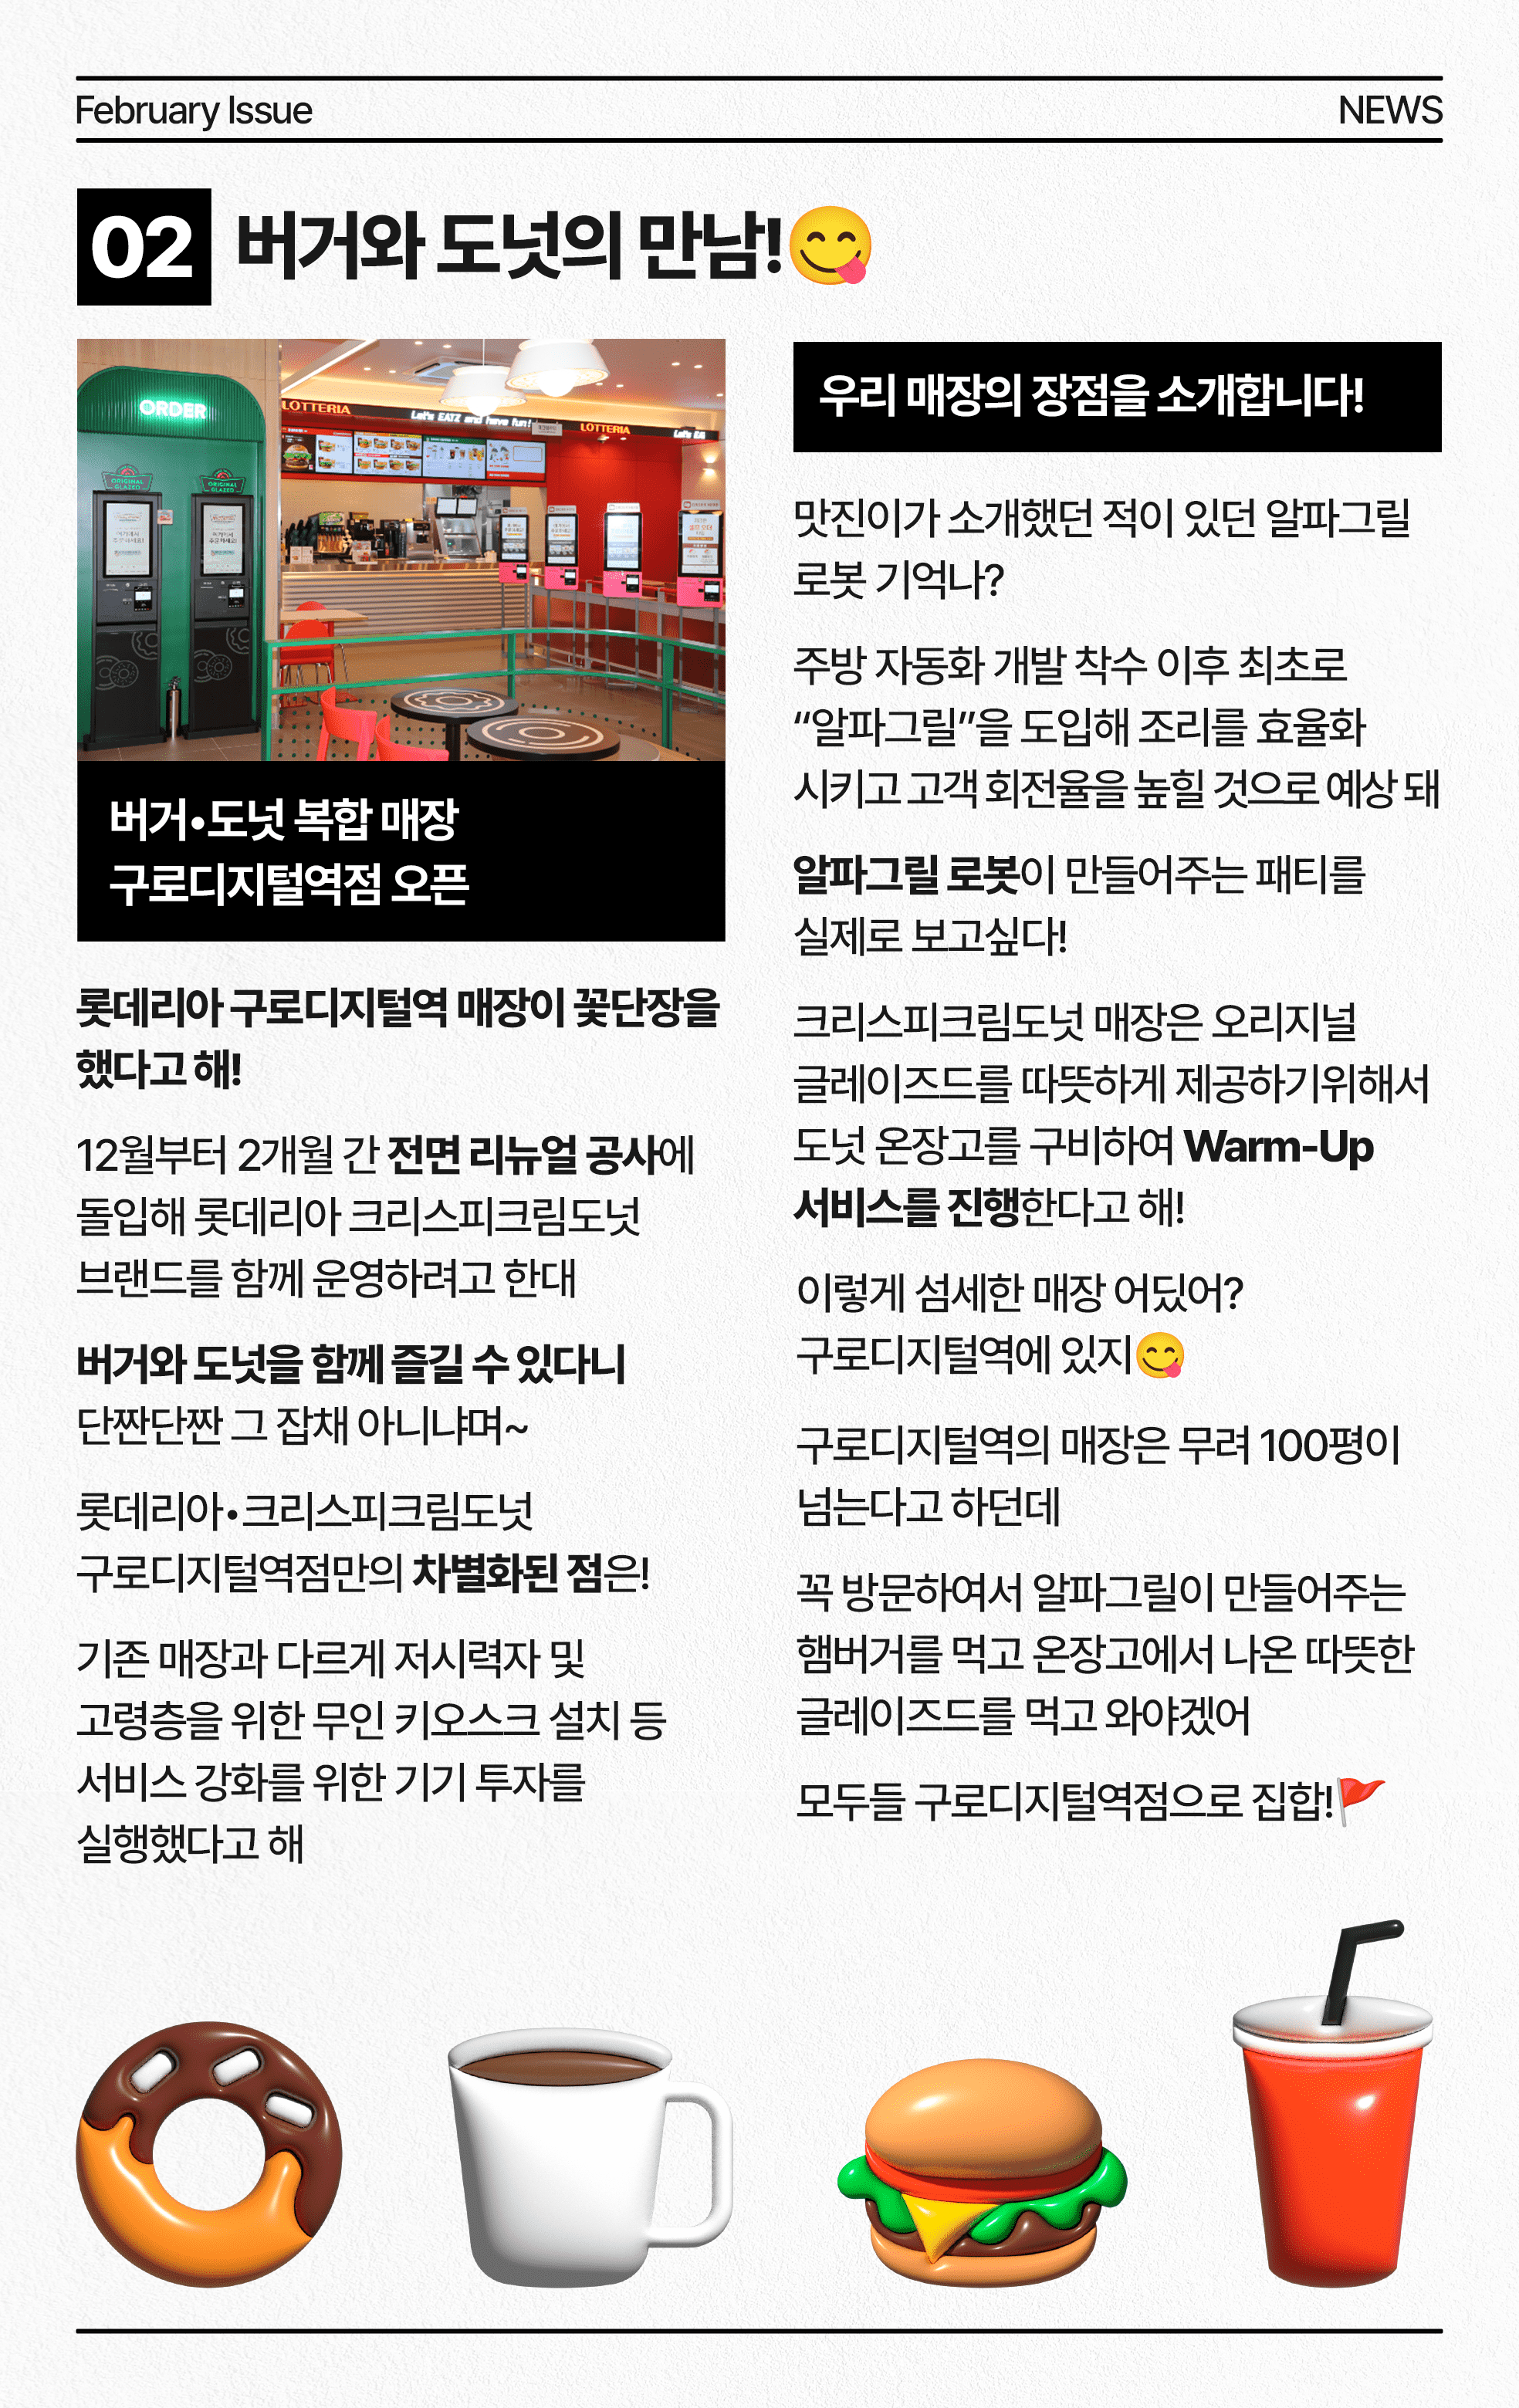 February Issue
NEWS
02
버거와 도넛의 만남!😋
ORDER
ORIGINAL
GLAZED
ORIGINAL
GLAZED
LOTTERIA
Let's EATZ and have fun!
LOTTERIA
Let's EA
버거•도넛 복합 매장
구로디지털역점 오픈
롯데리아 구로디지털역 매장이 꽃단장을
했다고 해!
12월부터 2개월 간 전면 리뉴얼 공사에
돌입해 롯데리아 크리스피크림도넛
브랜드를 함께 운영하려고 한대
버거와 도넛을 함께 즐길 수 있다니
단짠단짠 그 잡채 아니냐며~
롯데리아•크리스피크림도넛
구로디지털역점만의 차별화된 점은!
기존 매장과 다르게 저시력자 및
고령층을 위한 무인 키오스크 설치 등
서비스 강화를 위한 기기 투자를
실행했다고 해
우리 매장의 장점을 소개합니다!
맛진이가 소개했던 적이 있던 알파그릴
로봇 기억나?
주방 자동화 개발 착수 이후 최초로
“알파그릴”을 도입해 조리를 효율화
시키고 고객 회전율을 높힐 것으로 예상 돼
알파그릴 로봇이 만들어주는 패티를
실제로 보고싶다!
크리스피크림도넛 매장은 오리지널
글레이즈드를 따뜻하게 제공하기위해서
도넛 온장고를 구비하여 Warm-Up
서비스를 진행한다고 해!
이렇게 섬세한 매장 어딨어?
구로디지털역에 있지😋
구로디지털역의 매장은 무려 100평이
넘는다고 하던데
꼭 방문하여서 알파그릴이 만들어주는
햄버거를 먹고 온장고에서 나온 따뜻한
글레이즈드를 먹고 와야겠어
모두들 구로디지털역점으로 집합!🚩